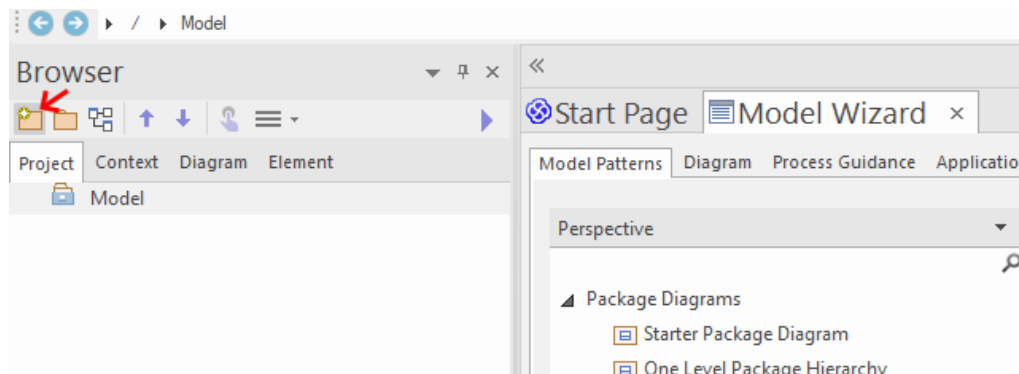 / Model
Browser
Start Page Model Wizard
Project Context Diagram Element
Model Patterns Diagram Process Guidance Applicatio
Model
Perspective
Package Diagrams
Starter Package Diagram
One Level Package Hierarchy